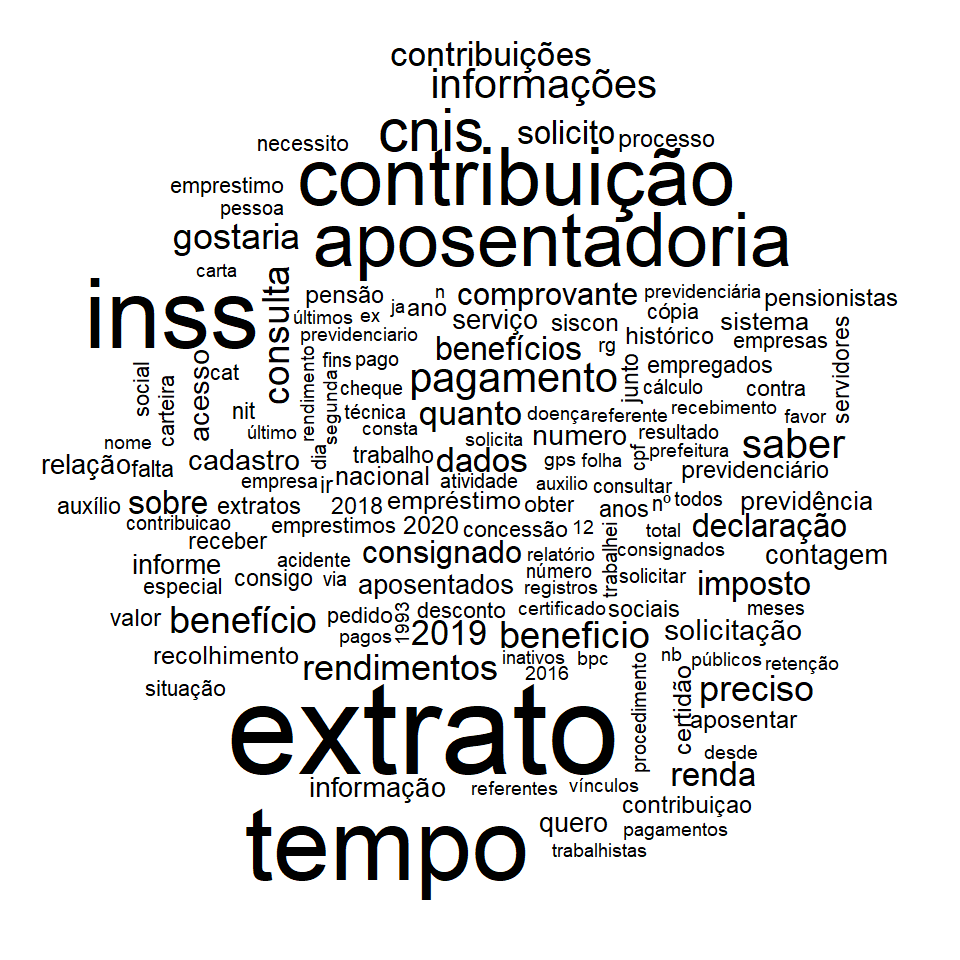 contribuições
informações
cnis
solicito
processo
necessito
contribuição
emprestimo
pessoa
gostaria
aposentadoria
carta
inss
consulta
pensão
ja
ano
n
comprovante
previdenciária
pensionistas
últimos
ex
serviço
siscon
cópia
sistema
previdenciario
benefícios
rg
histórico
empresas
servidores
social
carteira
acesso
cat
rendimento
segunda
fins
pago
pagamento
junto
empregados
cheque
cálculo
contra
nit
técnica
quanto
doença
referente
recebimento
favor
nome
último
consta
solicita
numero
resultado
saber
relação
falta
cadastro
dia
trabalho
dados
gps
folha
cpf
prefeitura
previdenciário
empresa
ir
nacional
atividade
auxilio
consultar
auxílio
sobre
extratos
2018
empréstimo
obter
anos
nº
todos
previdência
contribuicao
emprestimos
2020
concessão
12
trabalhei
total
declaração
receber
informe
acidente
consignado
relatório
consignados
contagem
especial
consigo
via
aposentados
número
registros
solicitar
imposto
valor
benefício
pedido
1993
desconto
certificado
sociais
meses
pagos
2019
beneficio
solicitação
recolhimento
rendimentos
inativos
bpc
2016
procedimento
nb
certidão
públicos
retenção
situação
preciso
extrato
aposentar
desde
renda
informação
referentes
vínculos
contribuiçao
tempo
quero
pagamentos
trabalhistas